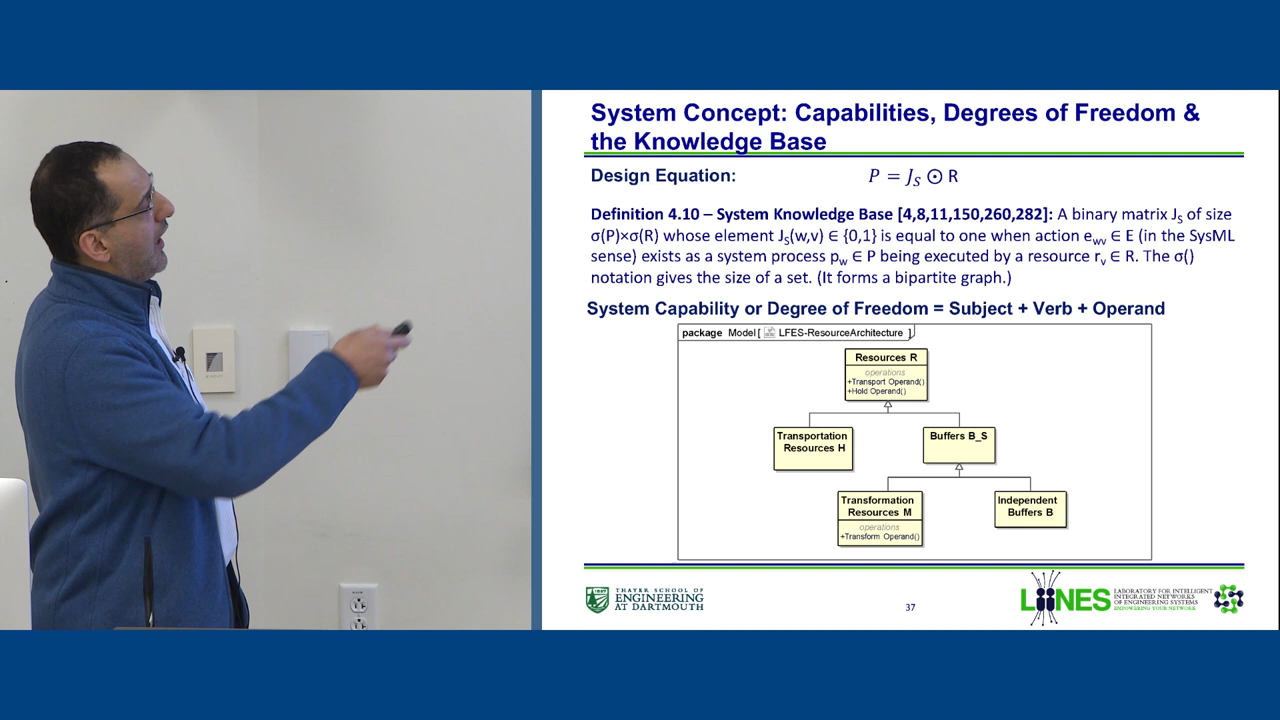 System Concept: Capabilities, Degrees of Freedom &
the Knowledge Base
Design Equation: P = J_S ⊙ R
Definition 4.10 – System Knowledge Base [4,8,11,150,260,282]: A binary matrix J_S of size
σ(P)×σ(R) whose element J_S(w,v) ∈ {0,1} is equal to one when action e_wv ∈ E (in the SysML
sense) exists as a system process p_w ∈ P being executed by a resource r_v ∈ R. The σ()
notation gives the size of a set. (It forms a bipartite graph.)
System Capability or Degree of Freedom = Subject + Verb + Operand
package Model [ LFES-ResourceArchitecture ]
Resources R
operations
+Transport Operand()
+Hold Operand()
Transportation
Resources H
Buffers B_S
Transformation
Resources M
operations
+Transform Operand()
Independent
Buffers B
THAYER SCHOOL OF
ENGINEERING
AT DARTMOUTH
37
LIINES
LABORATORY FOR INTELLIGENT
INTEGRATED NETWORKS
OF ENGINEERING SYSTEMS
EMPOWERING YOUR NETWORK